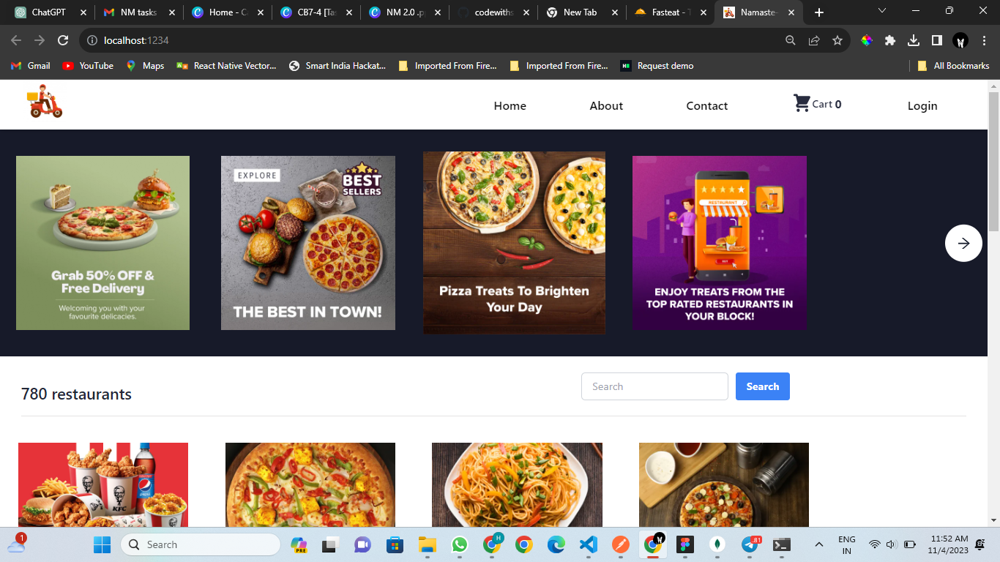 ChatGPT
NM tasks
Home - C
CB7-4 [Tas
NM 2.0 .p
codewiths
New Tab
Fasteat - T
Namaste-
localhost:1234
Gmail
YouTube
Maps
React Native Vector...
Smart India Hackat...
Imported From Fire...
Imported From Fire...
Request demo
All Bookmarks
Home
About
Contact
Cart 0
Login
Grab 50% OFF &
Free Delivery
Welcoming you with your
favourite delicacies.
EXPLORE
BEST
SELLERS
THE BEST IN TOWN!
Pizza Treats To Brighten
Your Day
RESTAURANT
ENJOY TREATS FROM THE
TOP RATED RESTAURANTS IN
YOUR BLOCK!
780 restaurants
Search
Search
KFC
pepsi
1
Search
PRE
H
81
ENG
IN
11:52 AM
11/4/2023